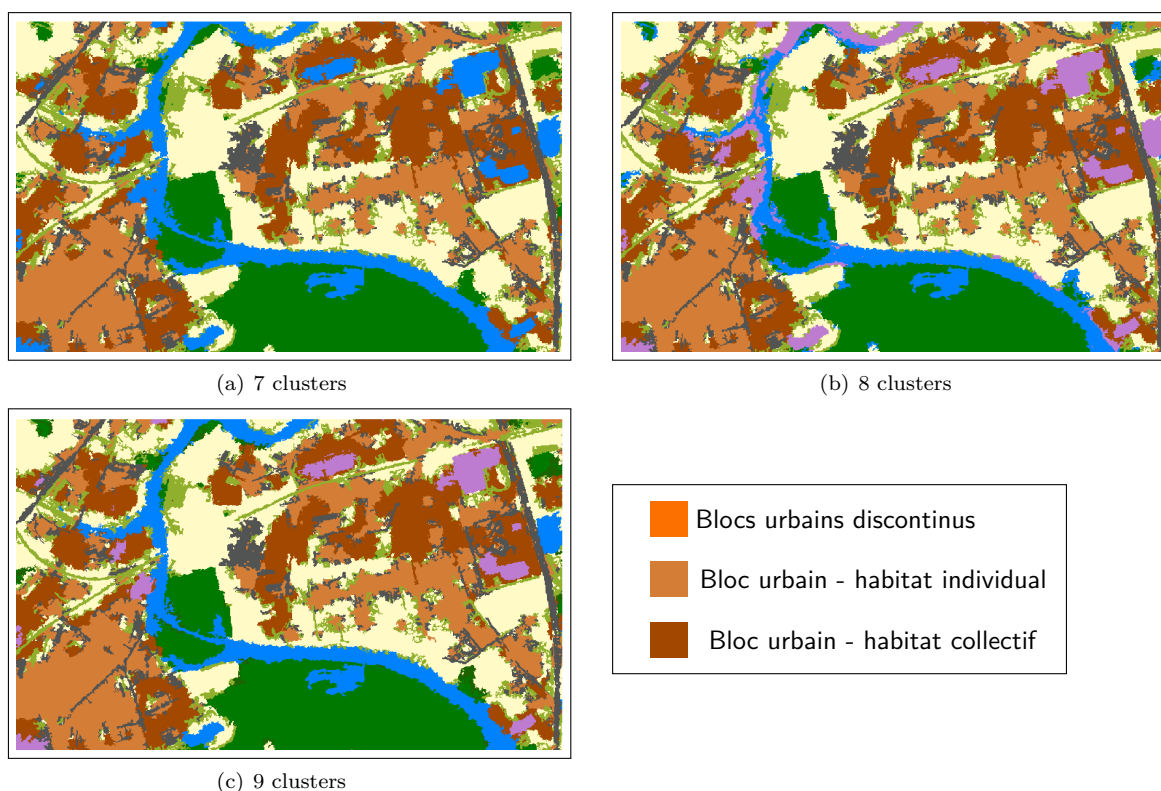 (a) 7 clusters
(b) 8 clusters
Blocs urbains discontinus
Bloc urbain - habitat individual
Bloc urbain - habitat collectif
(c) 9 clusters